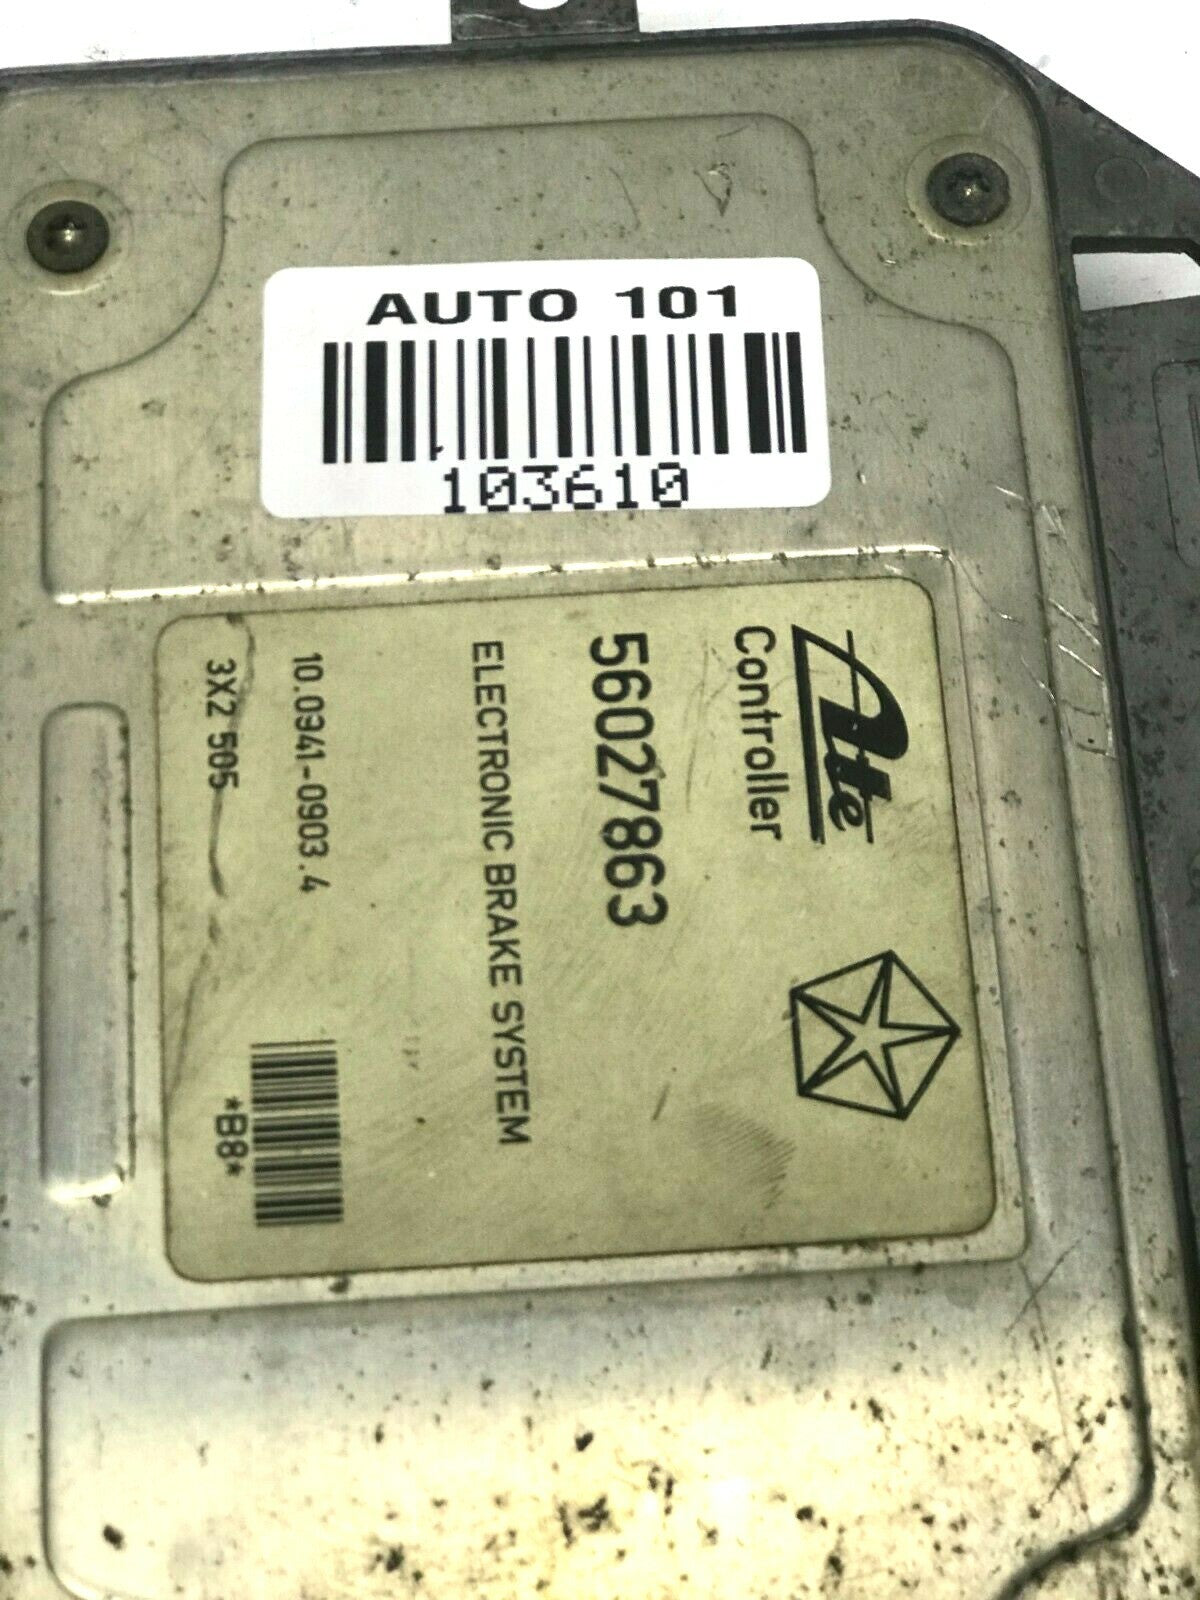 AUTO 101
103610
Ate
Controller
56027863
ELECTRONIC BRAKE SYSTEM
10.0941-0903.4
3X2 505
*B8*